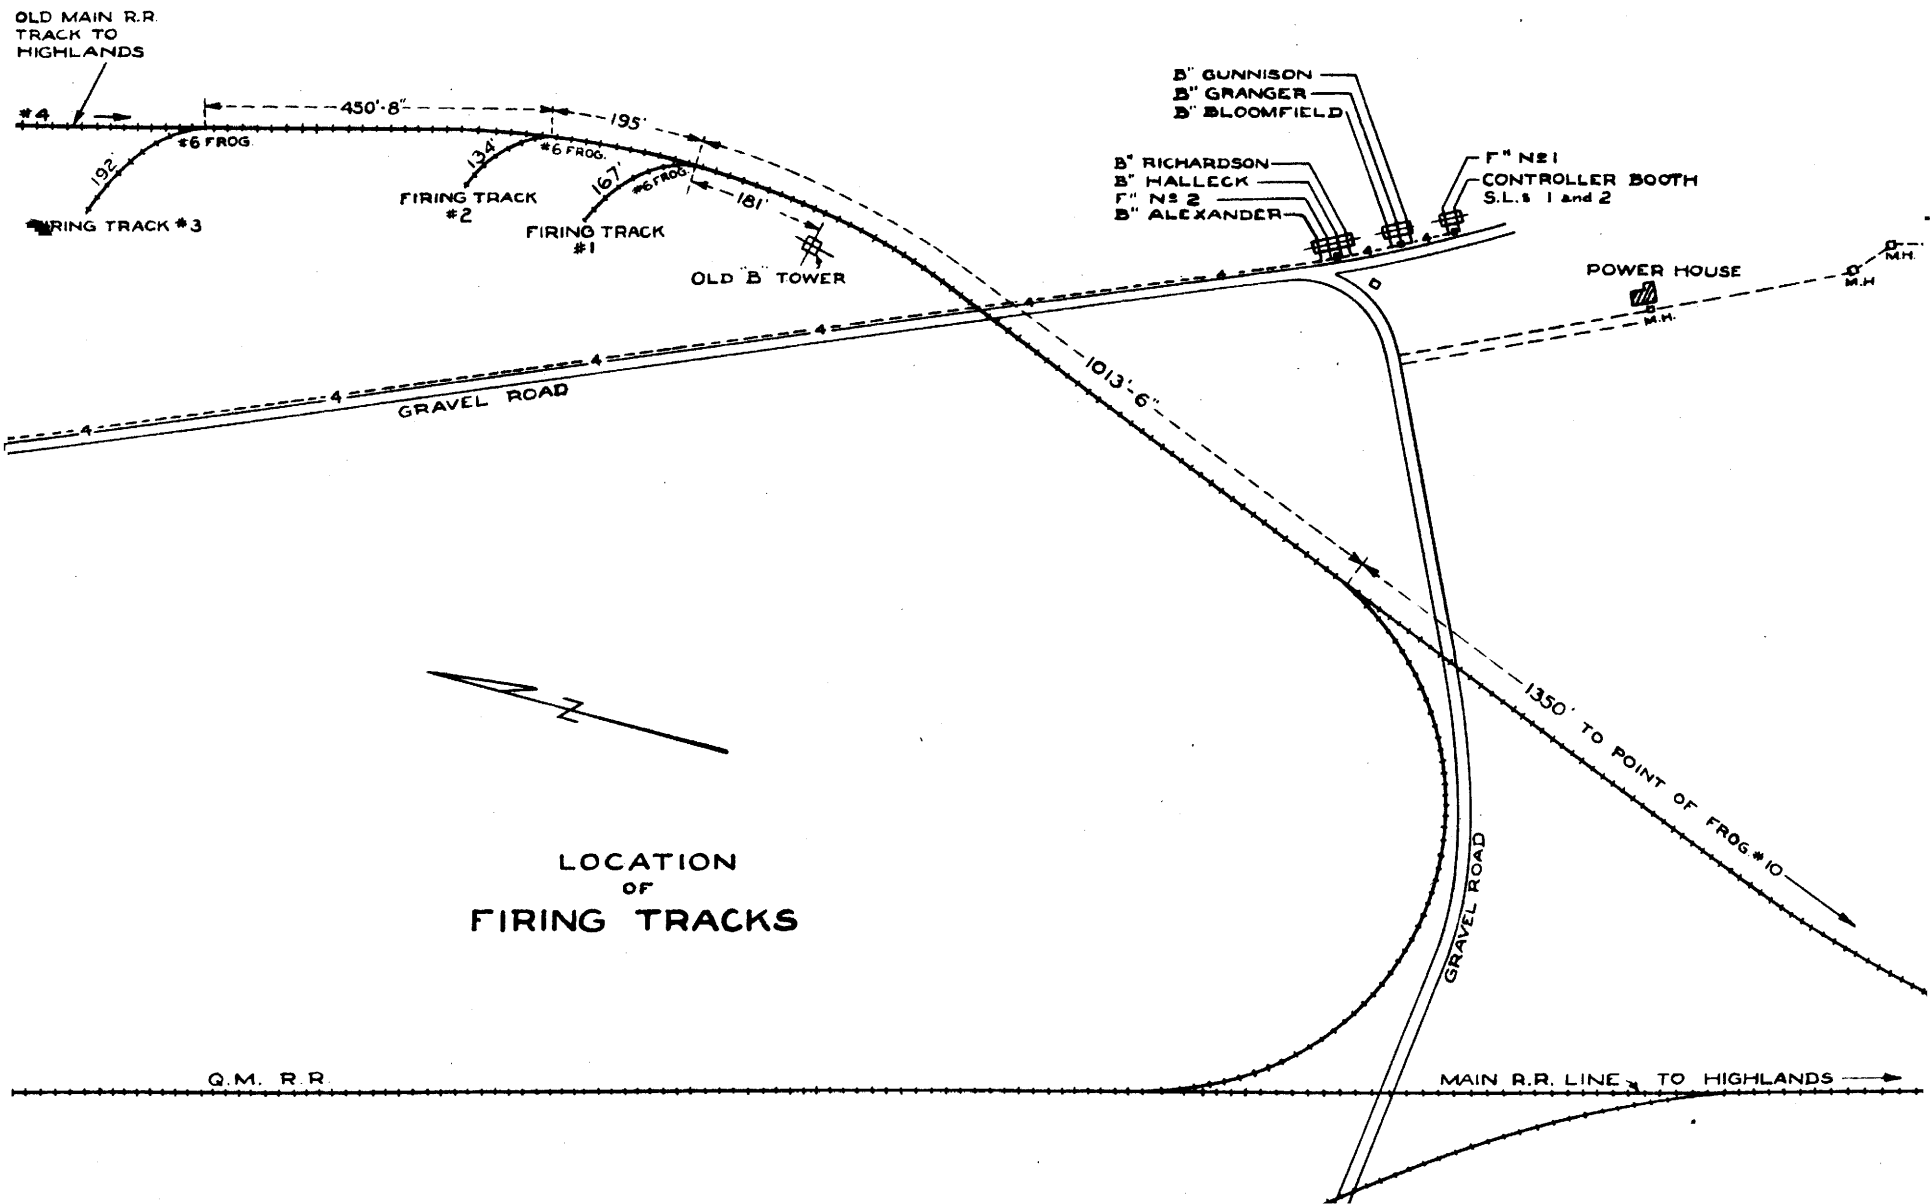 OLD MAIN R.R.
TRACK TO
HIGHLANDS
#4
450'-8"
195'
#6 FROG.
#6 FROG.
#6 FROG.
192'
134'
167'
181'
FIRING TRACK #3
FIRING TRACK
#2
FIRING TRACK
#1
OLD "B" TOWER
B" GUNNISON
B" GRANGER
B" BLOOMFIELD
B" RICHARDSON
B" HALLECK
F" No 2
B" ALEXANDER
F" No 1
CONTROLLER BOOTH
S.L.s 1 and 2
POWER HOUSE
M.H.
M.H
M.H.
4
4
4
4
4
4
4
4
4
GRAVEL ROAD
1013'-6"
1350' TO POINT OF FROG.#10
Z
LOCATION
OF
FIRING TRACKS
GRAVEL ROAD
Q.M. R.R.
MAIN R.R. LINE TO HIGHLANDS